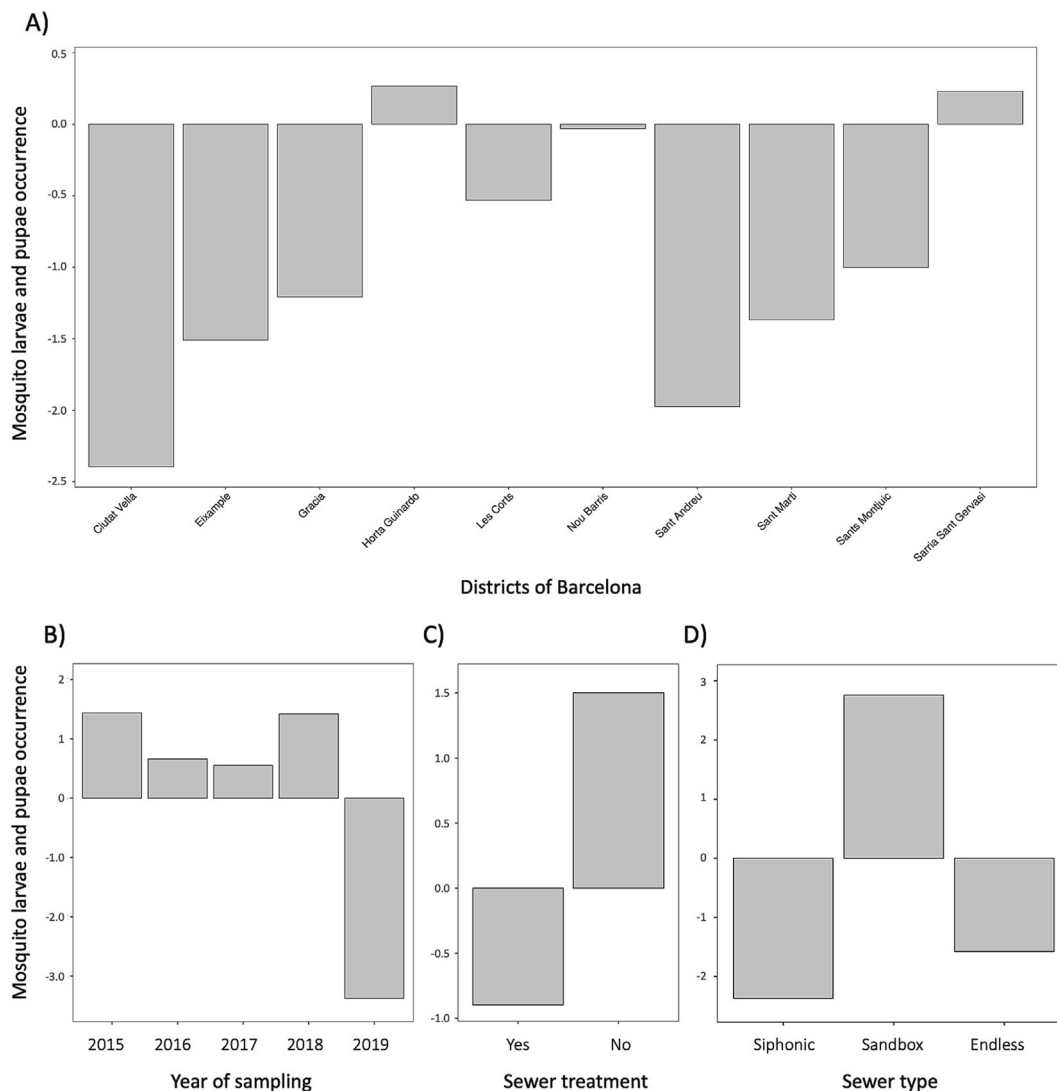 A)
Mosquito larvae and pupae occurrence
0.5
0.0
-0.5
-1.0
-1.5
-2.0
-2.5
Ciutat Vella
Eixample
Gracia
Horta Guinardo
Les Corts
Nou Barris
Sant Andreu
Sant Marti
Sants Montjuic
Sarria Sant Gervasi
Districts of Barcelona
B)
Mosquito larvae and pupae occurrence
2
1
0
-1.0
-2.0
-3.0
2015 2016 2017 2018 2019
Year of sampling
C)
1.5
1.0
0.5
0.0
-0.5
-1.0
Yes No
Sewer treatment
D)
3
2
1
0
-1
-2
Siphonic Sandbox Endless
Sewer type